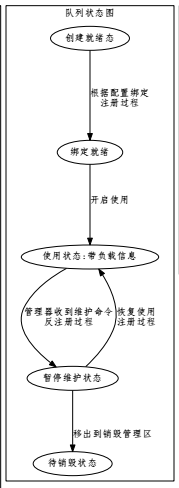 队列状态图
创建就绪态
根据配置绑定
注册过程
绑定就绪
开启使用
使用状态:带负载信息
管理器收到维护命令
反注册过程
恢复使用
注册过程
暂停维护状态
移出到销毁管理区
待销毁状态